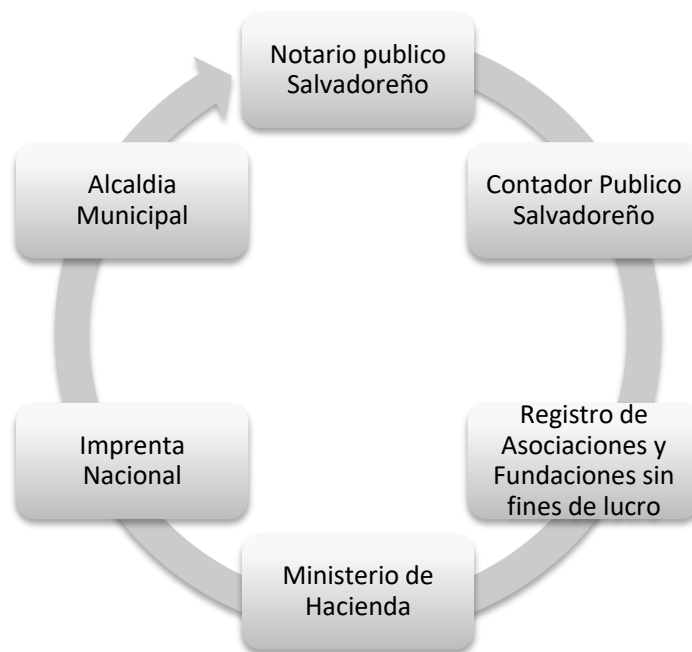 Notario publico
Salvadoreño
Contador Publico
Salvadoreño
Registro de
Asociaciones y
Fundaciones sin
fines de lucro
Ministerio de
Hacienda
Imprenta
Nacional
Alcaldia
Municipal